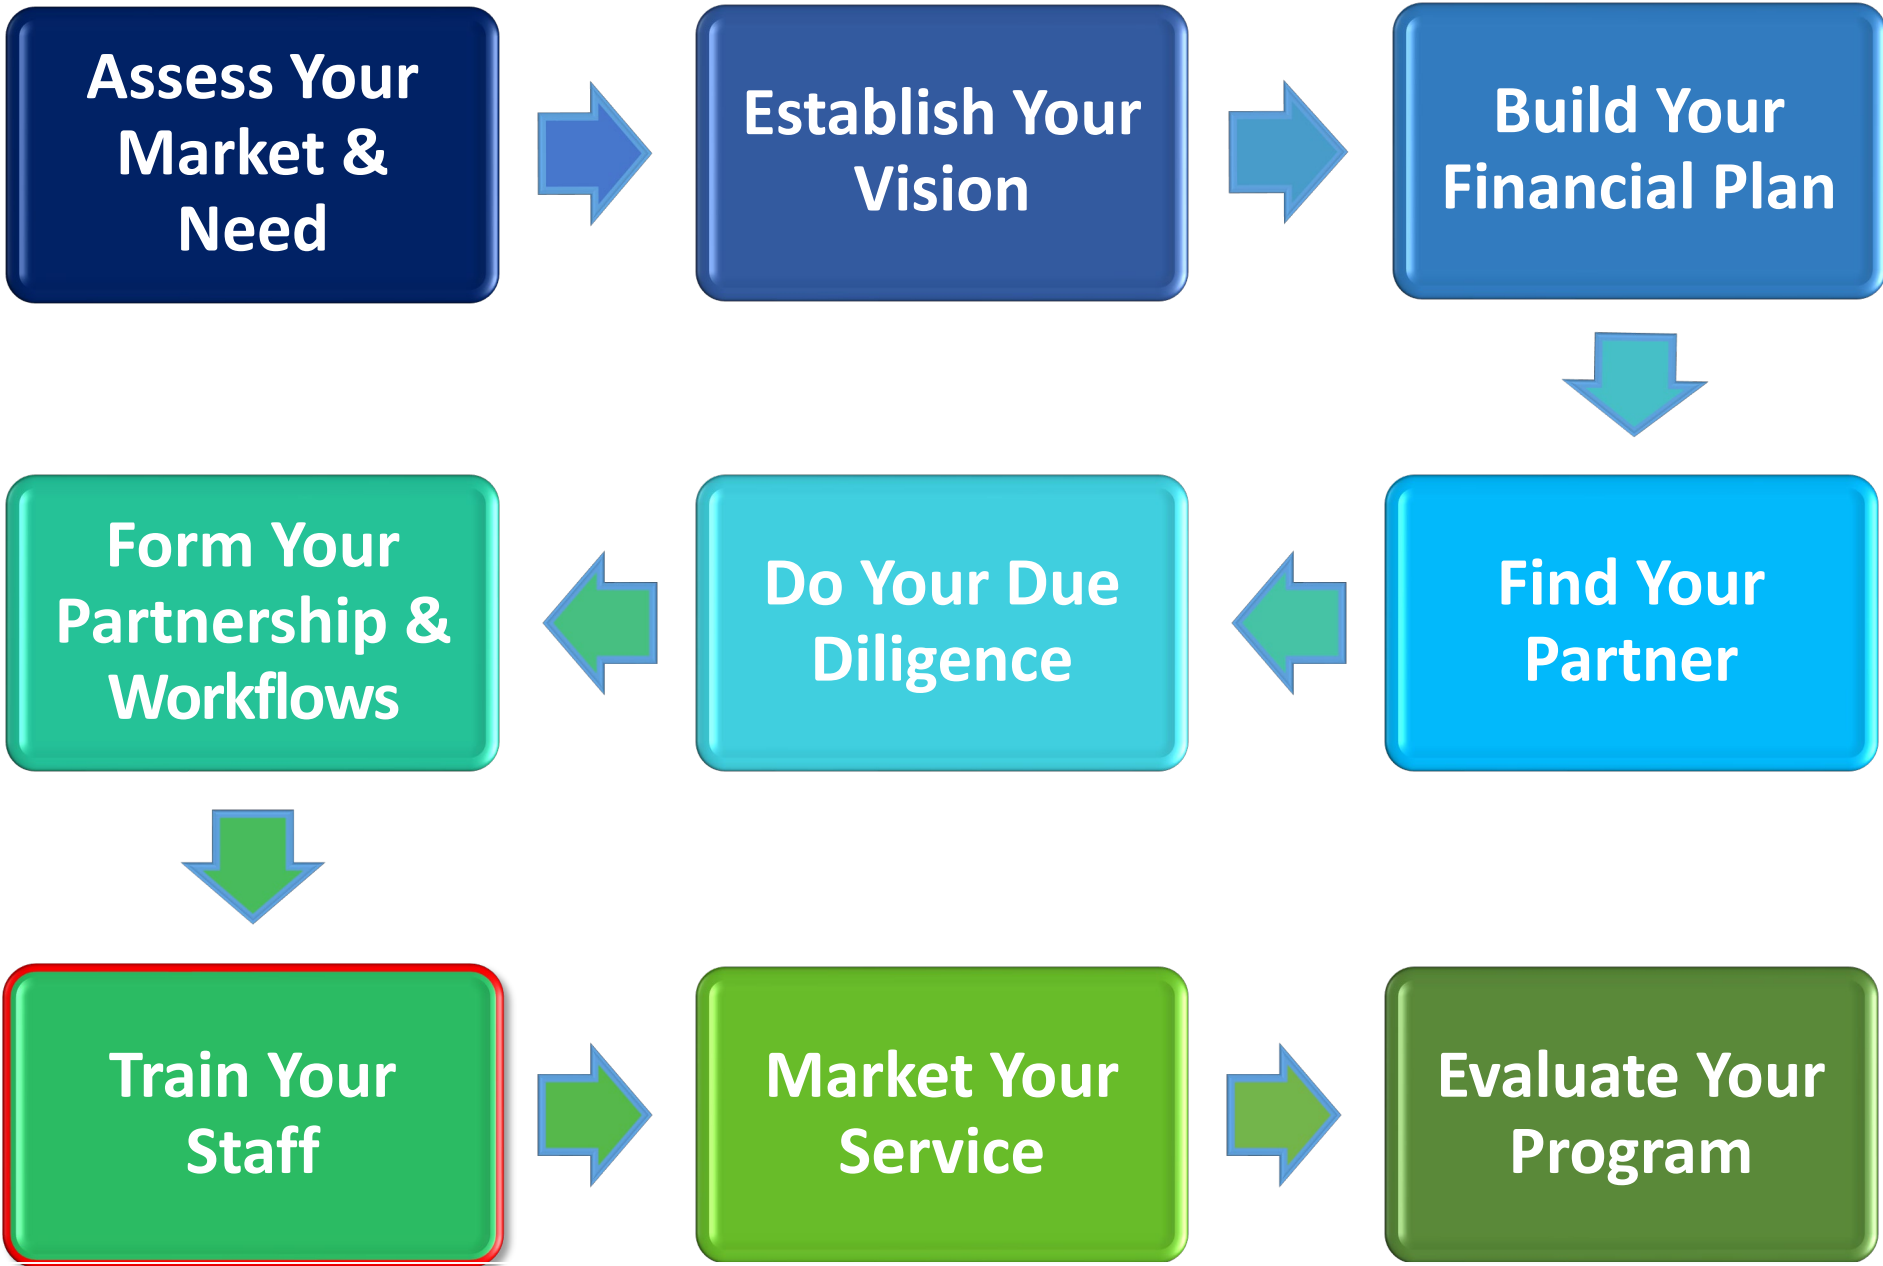 Assess Your
Market &
Need
Establish Your
Vision
Build Your
Financial Plan
Find Your
Partner
Do Your Due
Diligence
Form Your
Partnership &
Workflows
Train Your
Staff
Market Your
Service
Evaluate Your
Program